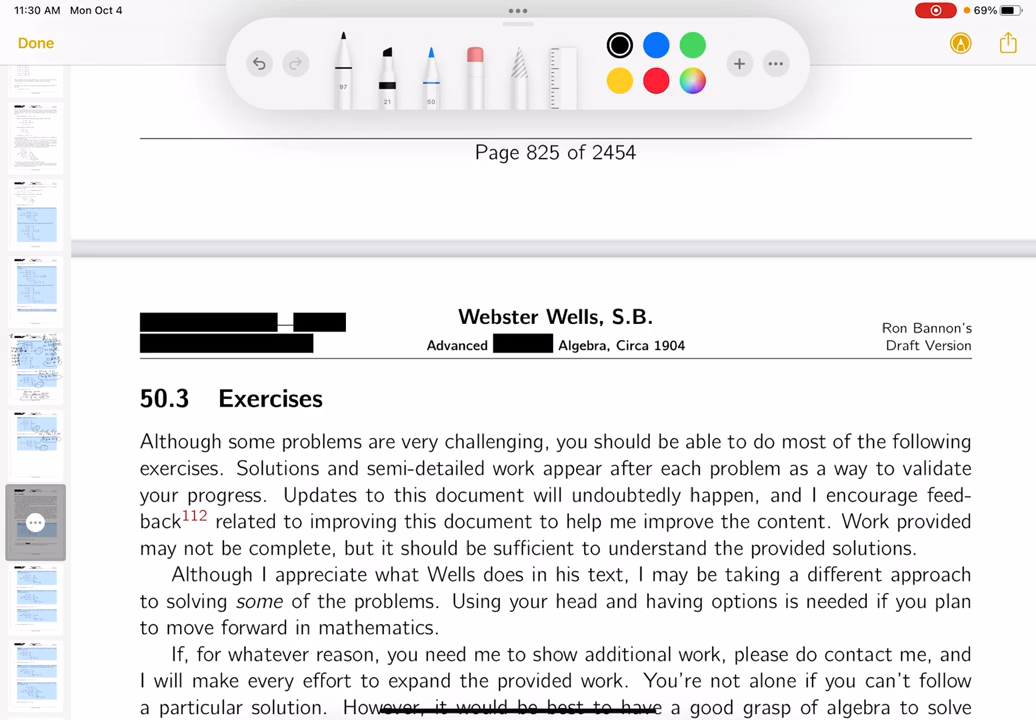 11:30 AM Mon Oct 4
69%
Done
97
21
50
Page 825 of 2454
Webster Wells, S.B.
Advanced Algebra, Circa 1904
Ron Bannon's
Draft Version
50.3 Exercises
Although some problems are very challenging, you should be able to do most of the following
exercises. Solutions and semi-detailed work appear after each problem as a way to validate
your progress. Updates to this document will undoubtedly happen, and I encourage feed-
back112 related to improving this document to help me improve the content. Work provided
may not be complete, but it should be sufficient to understand the provided solutions.
Although I appreciate what Wells does in his text, I may be taking a different approach
to solving some of the problems. Using your head and having options is needed if you plan
to move forward in mathematics.
If, for whatever reason, you need me to show additional work, please do contact me, and
I will make every effort to expand the provided work. You're not alone if you can't follow
a particular solution. However, it would be best to have a good grasp of algebra to solve